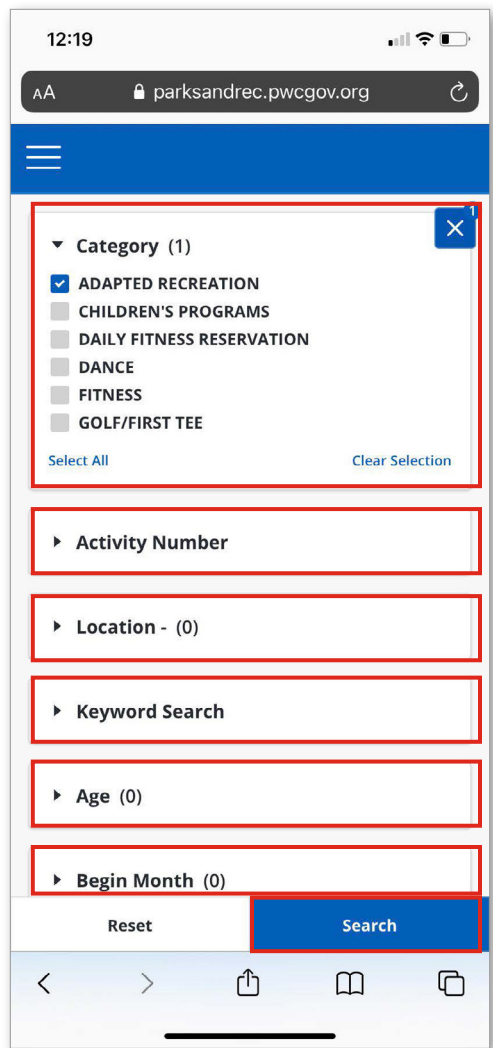 12:19
AA parksandrec.pwcgov.org
1
Category (1)
ADAPTED RECREATION
CHILDREN'S PROGRAMS
DAILY FITNESS RESERVATION
DANCE
FITNESS
GOLF/FIRST TEE
Select All Clear Selection
Activity Number
Location - (0)
Keyword Search
Age (0)
Begin Month (0)
Reset Search